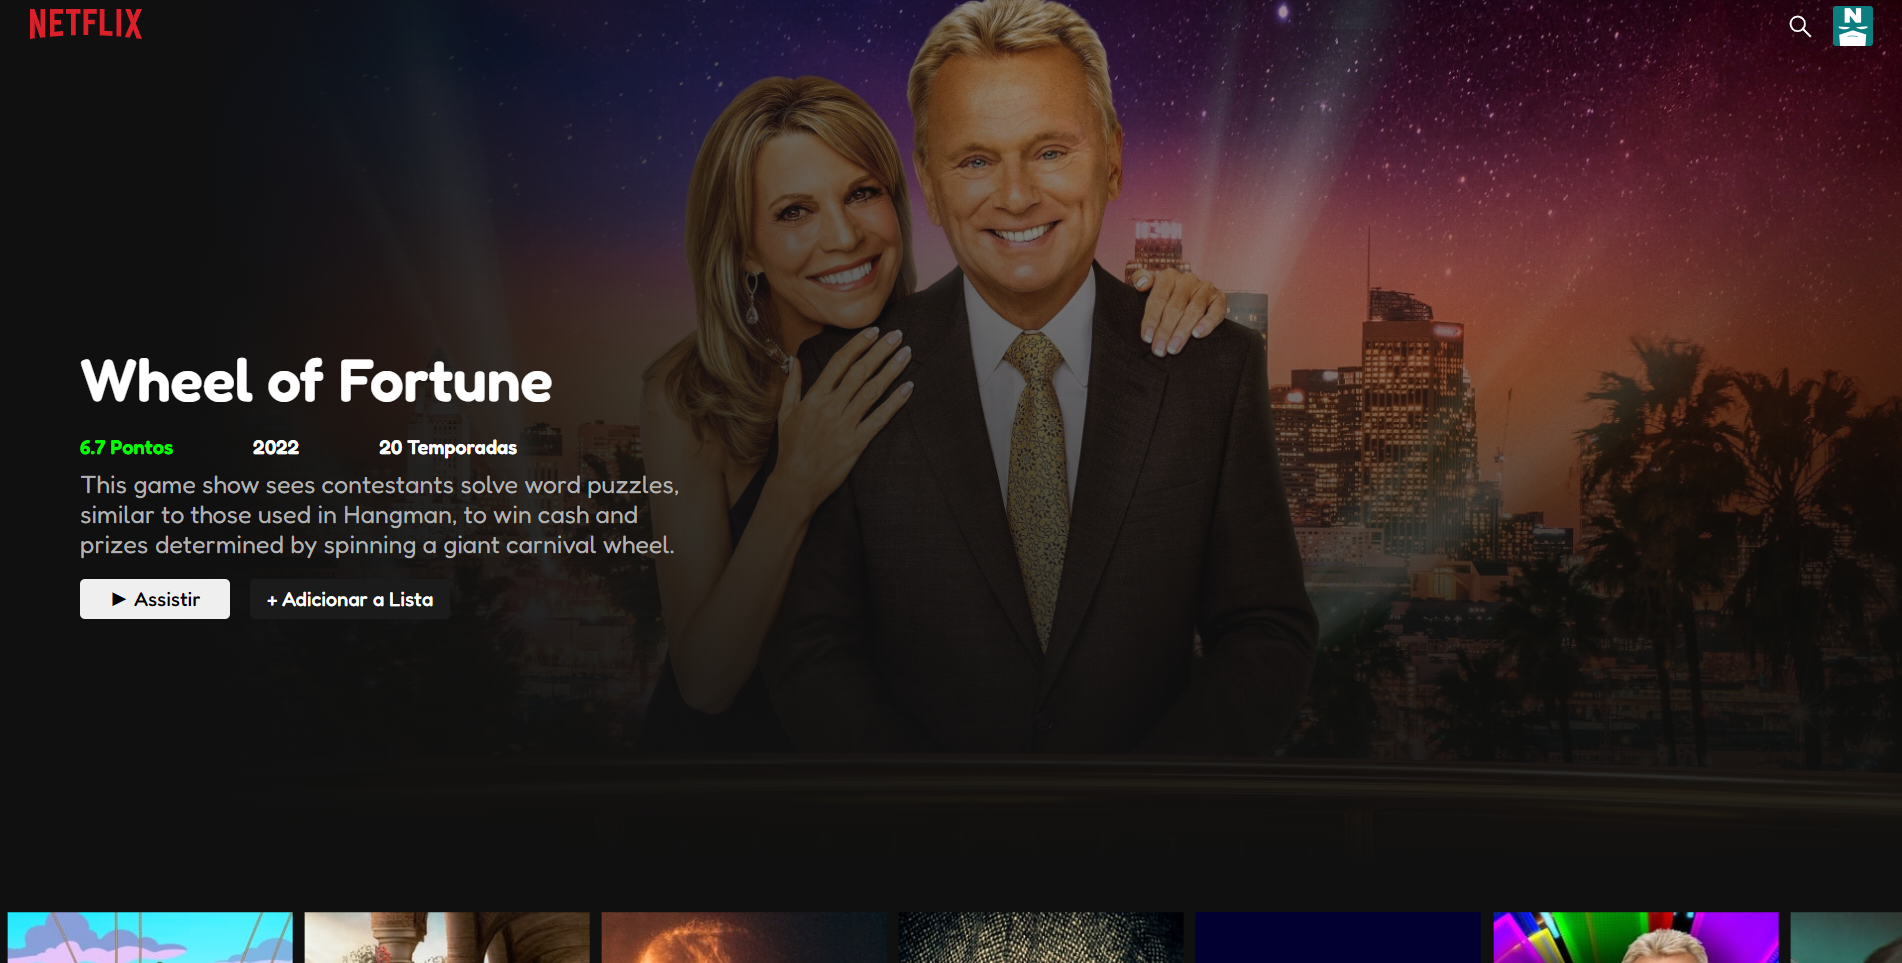 NETFLIX
N
Wheel of Fortune
6.7 Pontos 2022 20 Temporadas
This game show sees contestants solve word puzzles,
similar to those used in Hangman, to win cash and
prizes determined by spinning a giant carnival wheel.
▶ Assistir + Adicionar a Lista